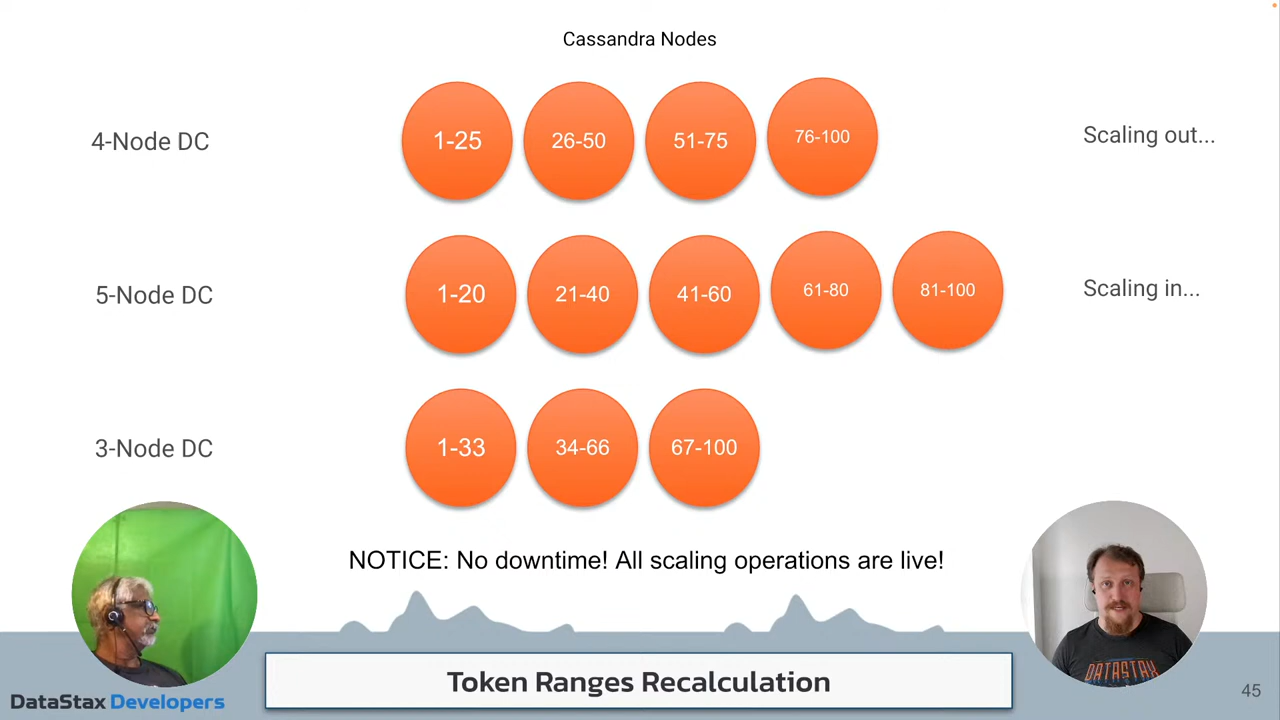 Cassandra Nodes
4-Node DC
1-25
26-50
51-75
76-100
Scaling out...
5-Node DC
1-20
21-40
41-60
61-80
81-100
Scaling in...
3-Node DC
1-33
34-66
67-100
NOTICE: No downtime! All scaling operations are live!
DATASTAX
Token Ranges Recalculation
DataStax Developers
45